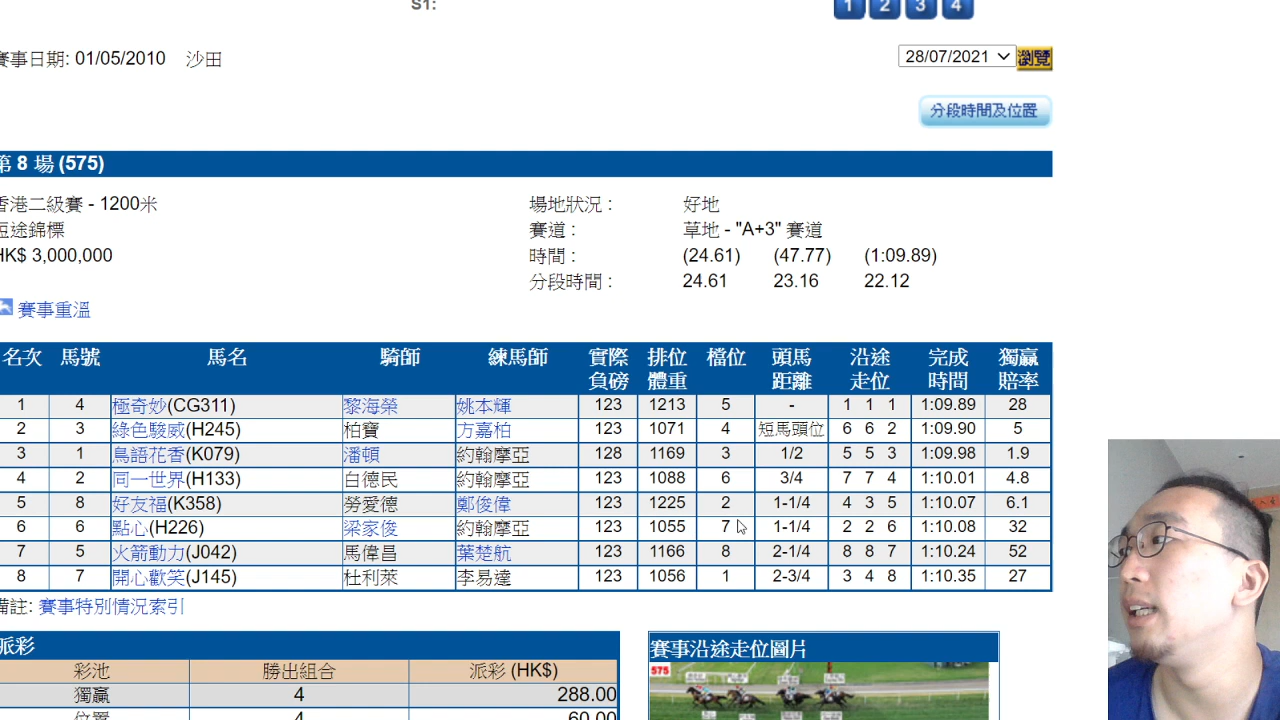 S1:
1 2 3 4
賽事日期: 01/05/2010 沙田
28/07/2021 瀏覽
分段時間及位置
第 8 場 (575)
香港二級賽 - 1200米 場地狀況 : 好地
短途錦標 賽道 : 草地 - "A+3" 賽道
HK$ 3,000,000 時間 : (24.61) (47.77) (1:09.89)
分段時間 : 24.61 23.16 22.12
賽事重溫
名次 馬號 馬名 騎師 練馬師 實際負磅 排位體重 檔位 頭馬距離 沿途走位 完成時間 獨贏賠率
1 4 極奇妙(CG311) 黎海榮 姚本輝 123 1213 5 - 1 1 1 1:09.89 28
2 3 綠色駿威(H245) 柏寶 方嘉柏 123 1071 4 短馬頭位 6 6 2 1:09.90 5
3 1 鳥語花香(K079) 潘頓 約翰摩亞 128 1169 3 1/2 5 5 3 1:09.98 1.9
4 2 同一世界(H133) 白德民 約翰摩亞 123 1088 6 3/4 7 7 4 1:10.01 4.8
5 8 好友福(K358) 勞愛德 鄭俊偉 123 1225 2 1-1/4 4 3 5 1:10.07 6.1
6 6 點心(H226) 梁家俊 約翰摩亞 123 1055 7 1-1/4 2 2 6 1:10.08 32
7 5 火箭動力(J042) 馬偉昌 葉楚航 123 1166 8 2-1/4 8 8 7 1:10.24 52
8 7 開心歡笑(J145) 杜利萊 李易達 123 1056 1 2-3/4 3 4 8 1:10.35 27
備註: 賽事特別情況索引
派彩
彩池 勝出組合 派彩 (HK$)
獨贏 4 288.00
位置 4 60.00
賽事沿途走位圖片
575